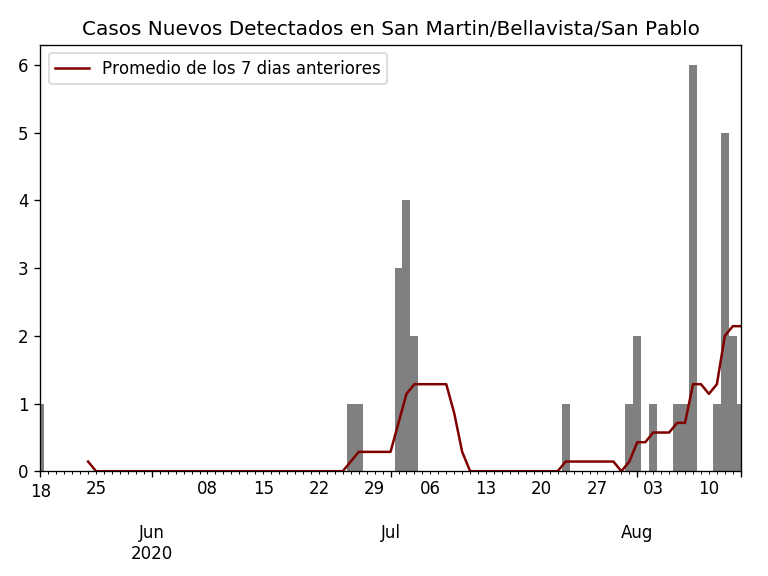 Casos Nuevos Detectados en San Martin/Bellavista/San Pablo
Promedio de los 7 dias anteriores
6
5
4
3
2
1
0
18 25 08 15 22 29 06 13 20 27 03 10
Jun Jul Aug
2020